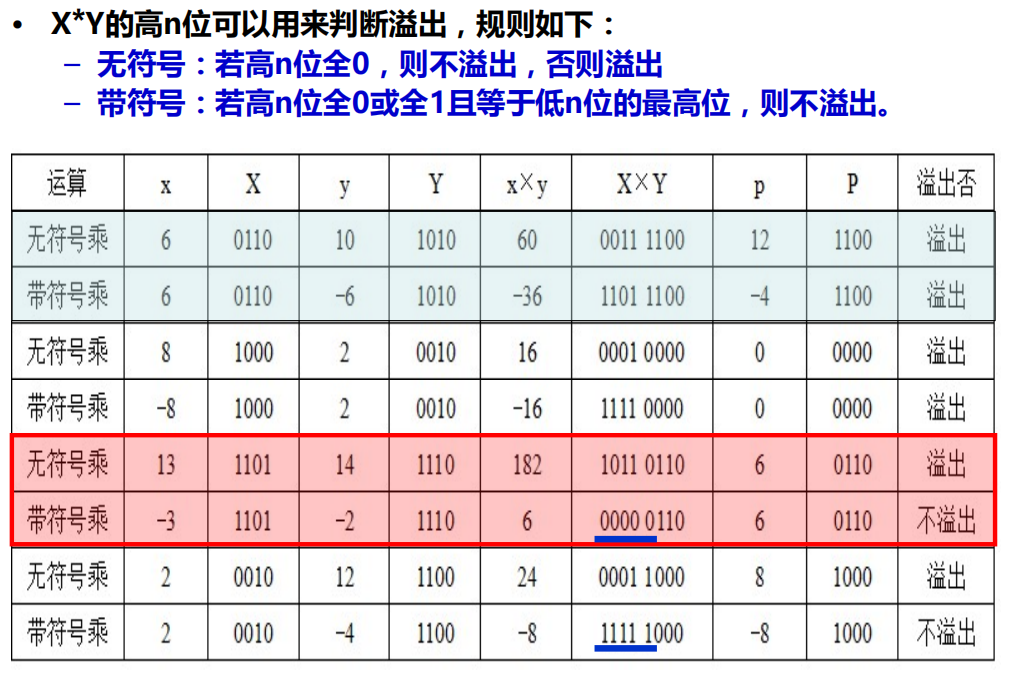 • X*Y的高n位可以用来判断溢出，规则如下：
– 无符号：若高n位全0，则不溢出，否则溢出
– 带符号：若高n位全0或全1且等于低n位的最高位，则不溢出。
运算 x X y Y x×y X×Y p P 溢出否
无符号乘 6 0110 10 1010 60 0011 1100 12 1100 溢出
带符号乘 6 0110 -6 1010 -36 1101 1100 -4 1100 溢出
无符号乘 8 1000 2 0010 16 0001 0000 0 0000 溢出
带符号乘 -8 1000 2 0010 -16 1111 0000 0 0000 溢出
无符号乘 13 1101 14 1110 182 1011 0110 6 0110 溢出
带符号乘 -3 1101 -2 1110 6 0000 0110 6 0110 不溢出
无符号乘 2 0010 12 1100 24 0001 1000 8 1000 溢出
带符号乘 2 0010 -4 1100 -8 1111 1000 -8 1000 不溢出